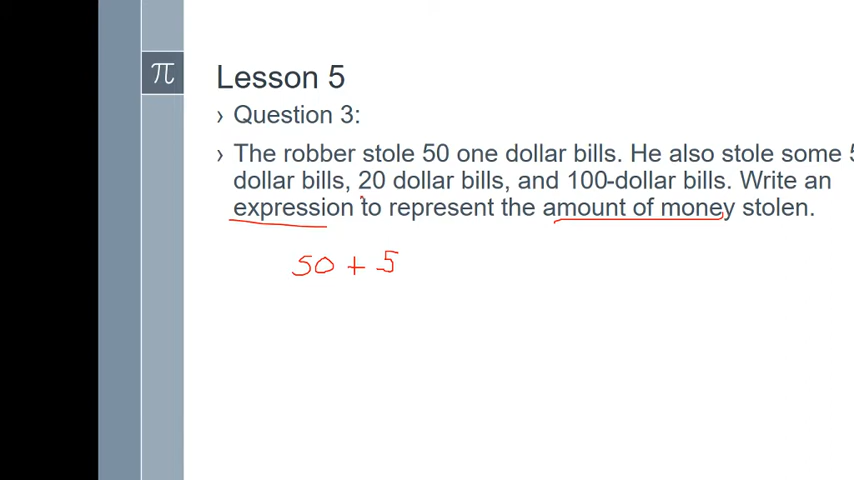 π
Lesson 5
› Question 3:
› The robber stole 50 one dollar bills. He also stole some 5
dollar bills, 20 dollar bills, and 100-dollar bills. Write an
expression to represent the amount of money stolen.
50 + 5